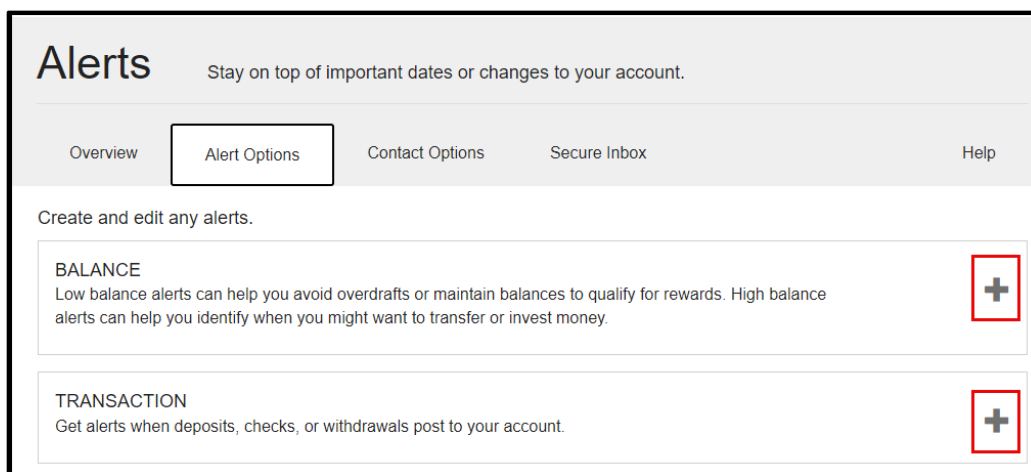 Alerts Stay on top of important dates or changes to your account.
Overview Alert Options Contact Options Secure Inbox Help
Create and edit any alerts.
BALANCE
Low balance alerts can help you avoid overdrafts or maintain balances to qualify for rewards. High balance
alerts can help you identify when you might want to transfer or invest money.
TRANSACTION
Get alerts when deposits, checks, or withdrawals post to your account.